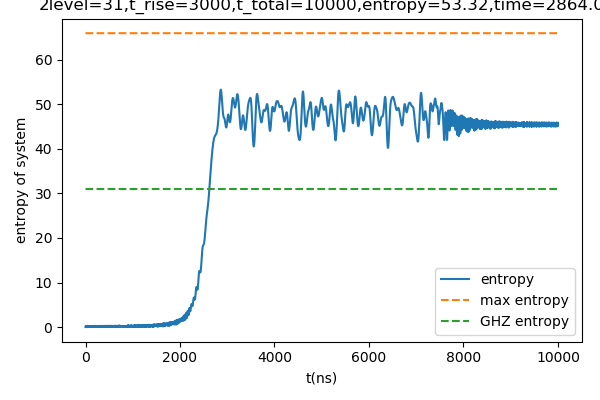 2level=31,t_rise=3000,t_total=10000,entropy=53.32,time=2864.0
60
50
40
30
20
10
0
entropy of system
entropy
max entropy
GHZ entropy
0 2000 4000 6000 8000 10000
t(ns)